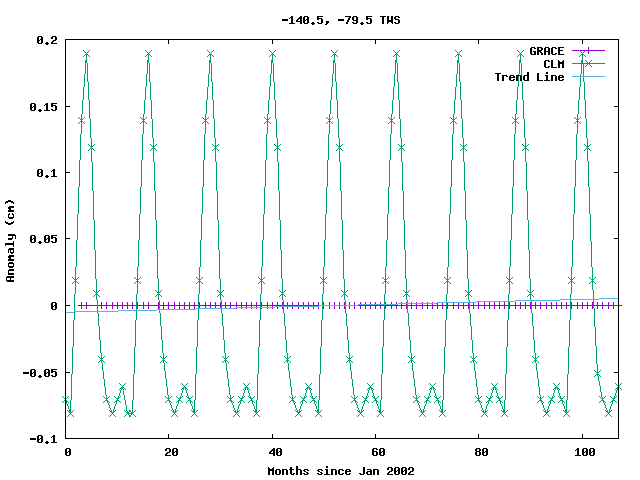 -140.5, -79.5 TWS
GRACE
CLM
Trend Line
0.2
0.15
0.1
0.05
0
-0.05
-0.1
Anomaly (cm)
0 20 40 60 80 100
Months since Jan 2002